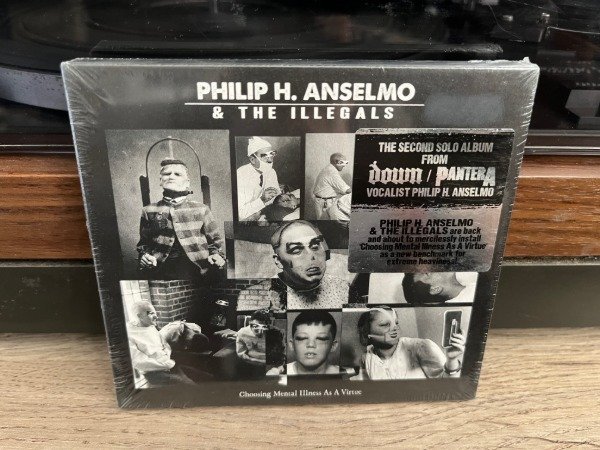 PHILIP H. ANSELMO
& THE ILLEGALS
THE SECOND SOLO ALBUM
FROM
down / PANTERA
VOCALIST PHILIP H. ANSELMO
PHILIP H. ANSELMO
& THE ILLEGALS are back
and about to mercilessly install
'Choosing Mental Illness As A Virtue'
as a new benchmark for
extreme heaviness!
Choosing Mental Illness As A Virtue